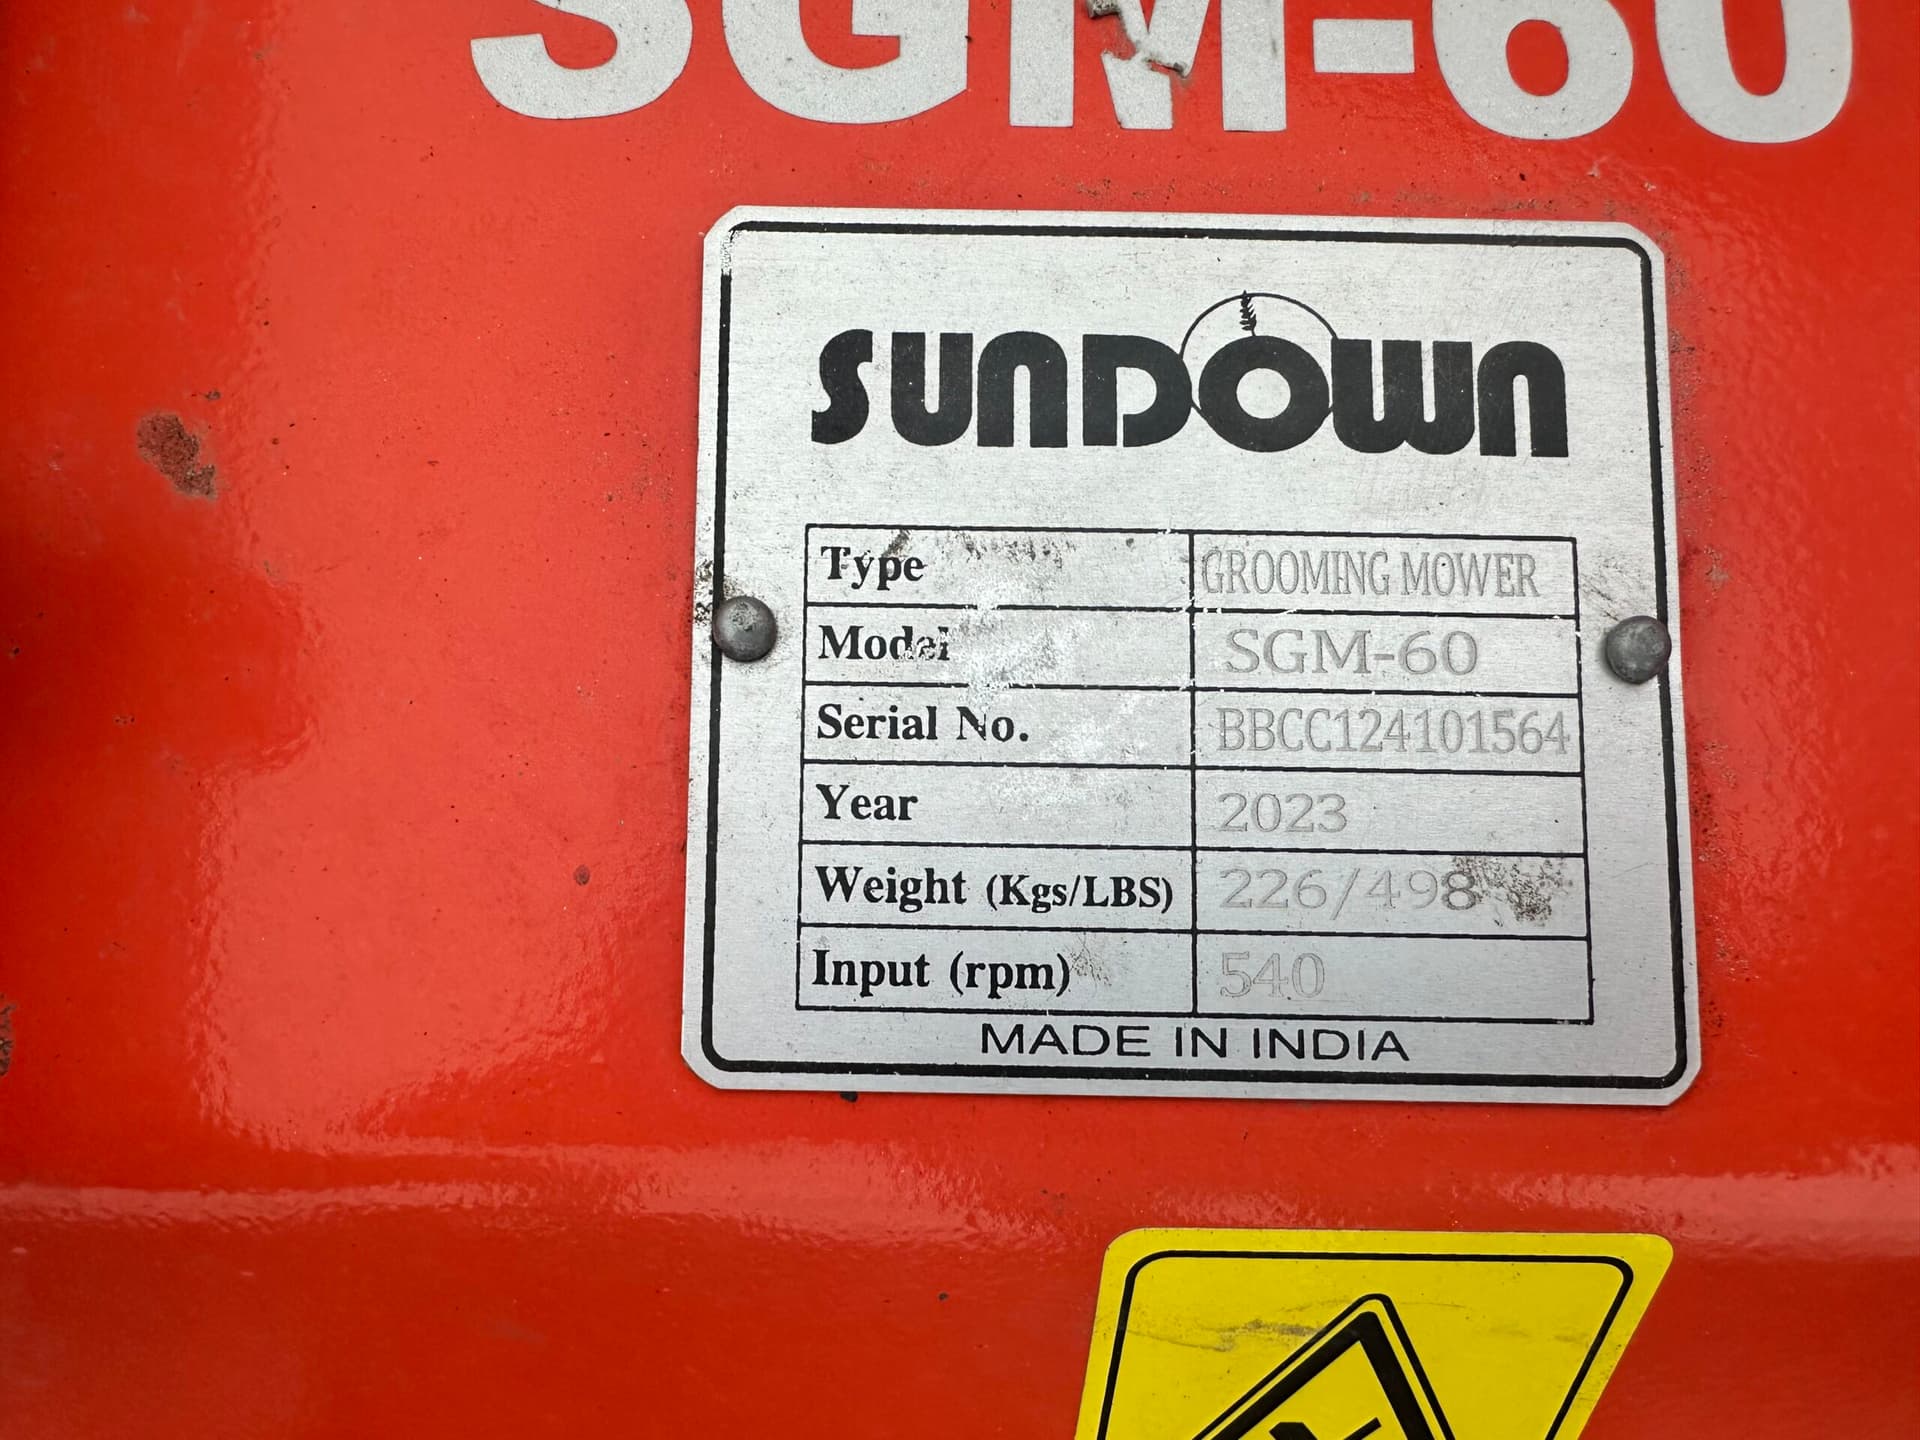 SGM-60
SUNDOWN
Type GROOMING MOWER
Model SGM-60
Serial No. BBCC124101564
Year 2023
Weight (Kgs/LBS) 226/498
Input (rpm) 540
MADE IN INDIA